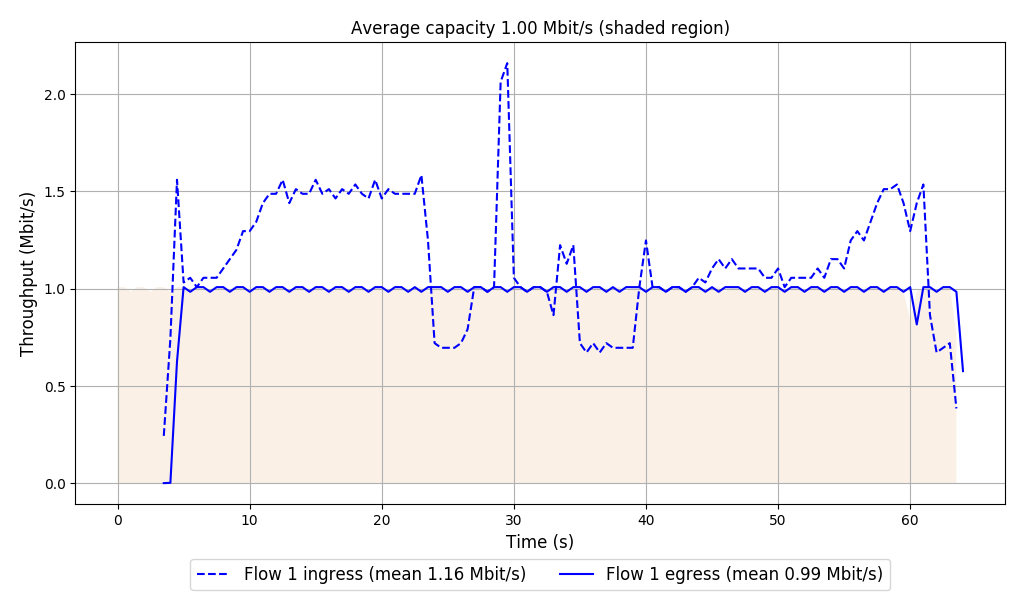 Average capacity 1.00 Mbit/s (shaded region)
Throughput (Mbit/s)
2.0
1.5
1.0
0.5
0.0
0 10 20 30 40 50 60
Time (s)
Flow 1 ingress (mean 1.16 Mbit/s) Flow 1 egress (mean 0.99 Mbit/s)